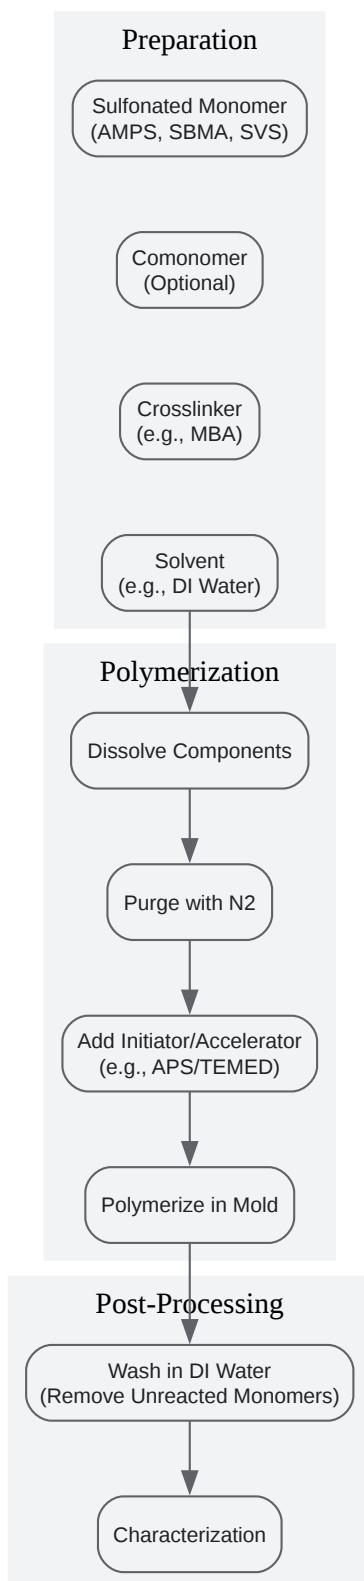 Preparation
Sulfonated Monomer
(AMPS, SBMA, SVS)
Comonomer
(Optional)
Crosslinker
(e.g., MBA)
Solvent
(e.g., DI Water)
Polymerization
Dissolve Components
Purge with N2
Add Initiator/Accelerator
(e.g., APS/TEMED)
Polymerize in Mold
Post-Processing
Wash in DI Water
(Remove Unreacted Monomers)
Characterization